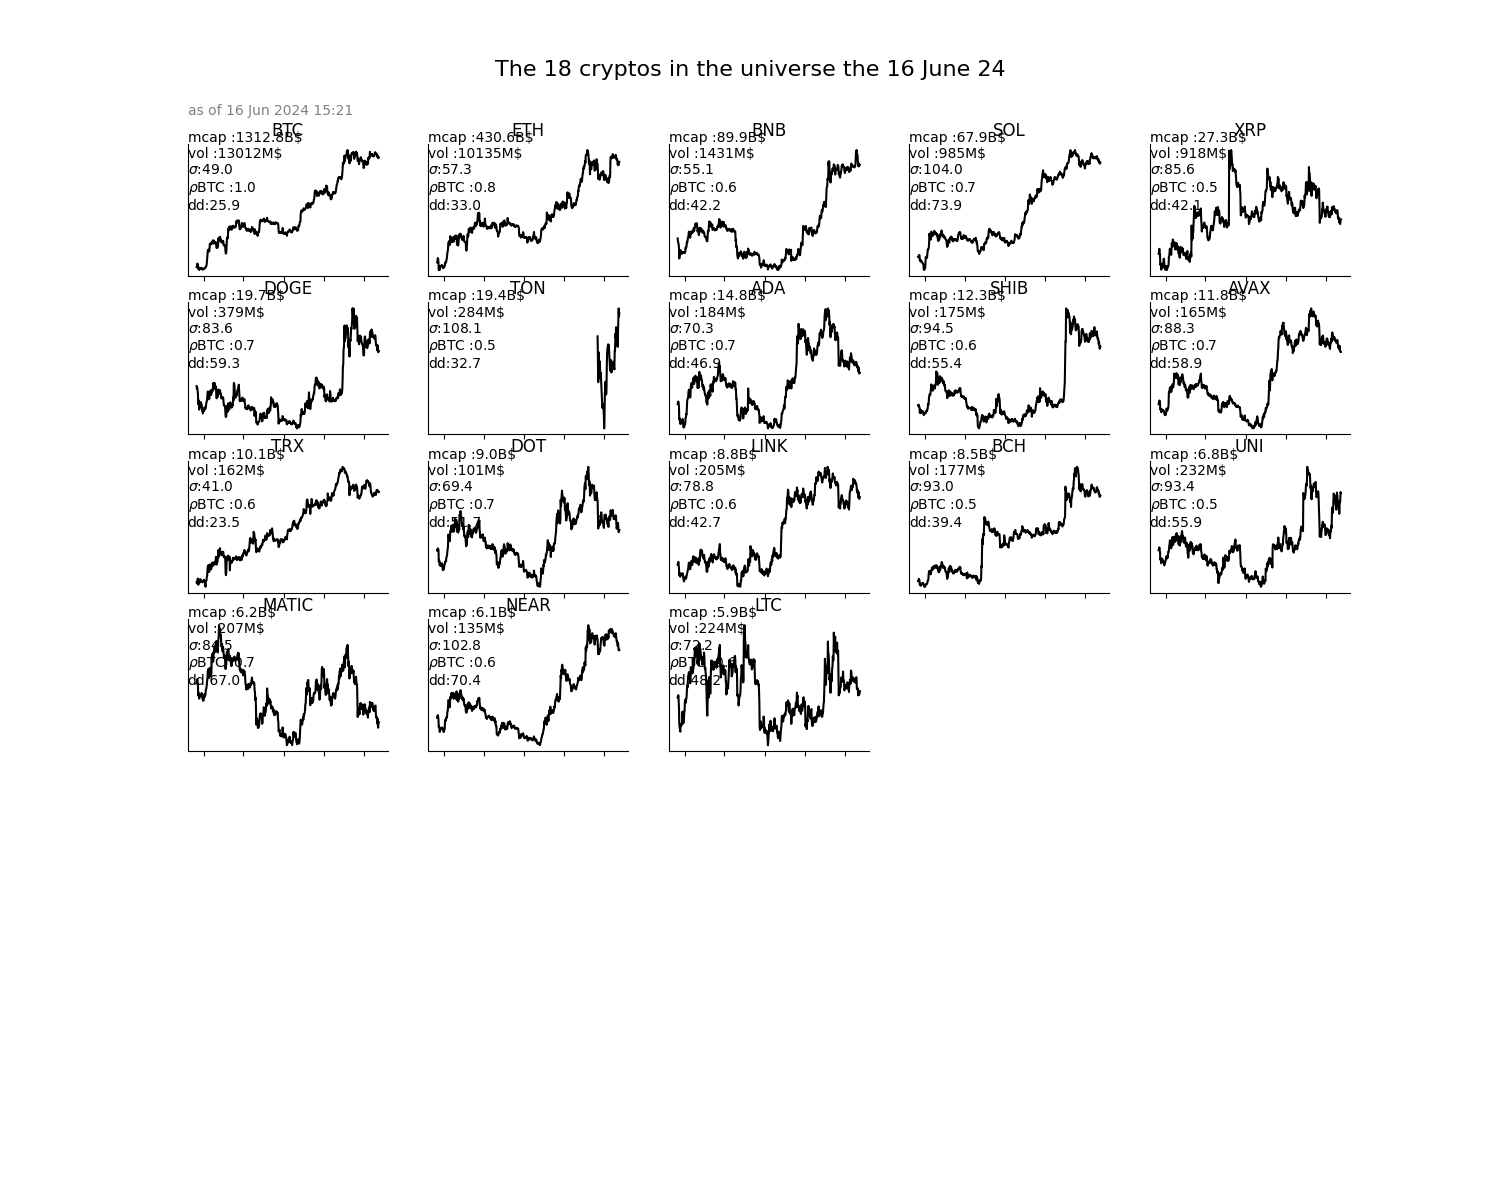 The 18 cryptos in the universe the 16 June 24
as of 16 Jun 2024 15:21
BTC
mcap :1312.8B$
vol :13012M$
σ:49.0
ρBTC :1.0
dd:25.9
ETH
mcap :430.6B$
vol :10135M$
σ:57.3
ρBTC :0.8
dd:33.0
BNB
mcap :89.9B$
vol :1431M$
σ:55.1
ρBTC :0.6
dd:42.2
SOL
mcap :67.9B$
vol :985M$
σ:104.0
ρBTC :0.7
dd:73.9
XRP
mcap :27.3B$
vol :918M$
σ:85.6
ρBTC :0.5
dd:42.1
DOGE
mcap :19.7B$
vol :379M$
σ:83.6
ρBTC :0.7
dd:59.3
TON
mcap :19.4B$
vol :284M$
σ:108.1
ρBTC :0.5
dd:32.7
ADA
mcap :14.8B$
vol :184M$
σ:70.3
ρBTC :0.7
dd:46.9
SHIB
mcap :12.3B$
vol :175M$
σ:94.5
ρBTC :0.6
dd:55.4
AVAX
mcap :11.8B$
vol :165M$
σ:88.3
ρBTC :0.7
dd:58.9
TRX
mcap :10.1B$
vol :162M$
σ:41.0
ρBTC :0.6
dd:23.5
DOT
mcap :9.0B$
vol :101M$
σ:69.4
ρBTC :0.7
LINK
mcap :8.8B$
vol :205M$
σ:78.8
ρBTC :0.6
dd:42.7
BCH
mcap :8.5B$
vol :177M$
σ:93.0
ρBTC :0.5
dd:39.4
UNI
mcap :6.8B$
vol :232M$
σ:93.4
ρBTC :0.5
dd:55.9
MATIC
mcap :6.2B$
vol :207M$
ρBTC :0.7
dd:67.0
NEAR
mcap :6.1B$
vol :135M$
σ:102.8
ρBTC :0.6
dd:70.4
LTC
mcap :5.9B$
vol :224M$
σ:72.2
ρBTC
dd:48.2